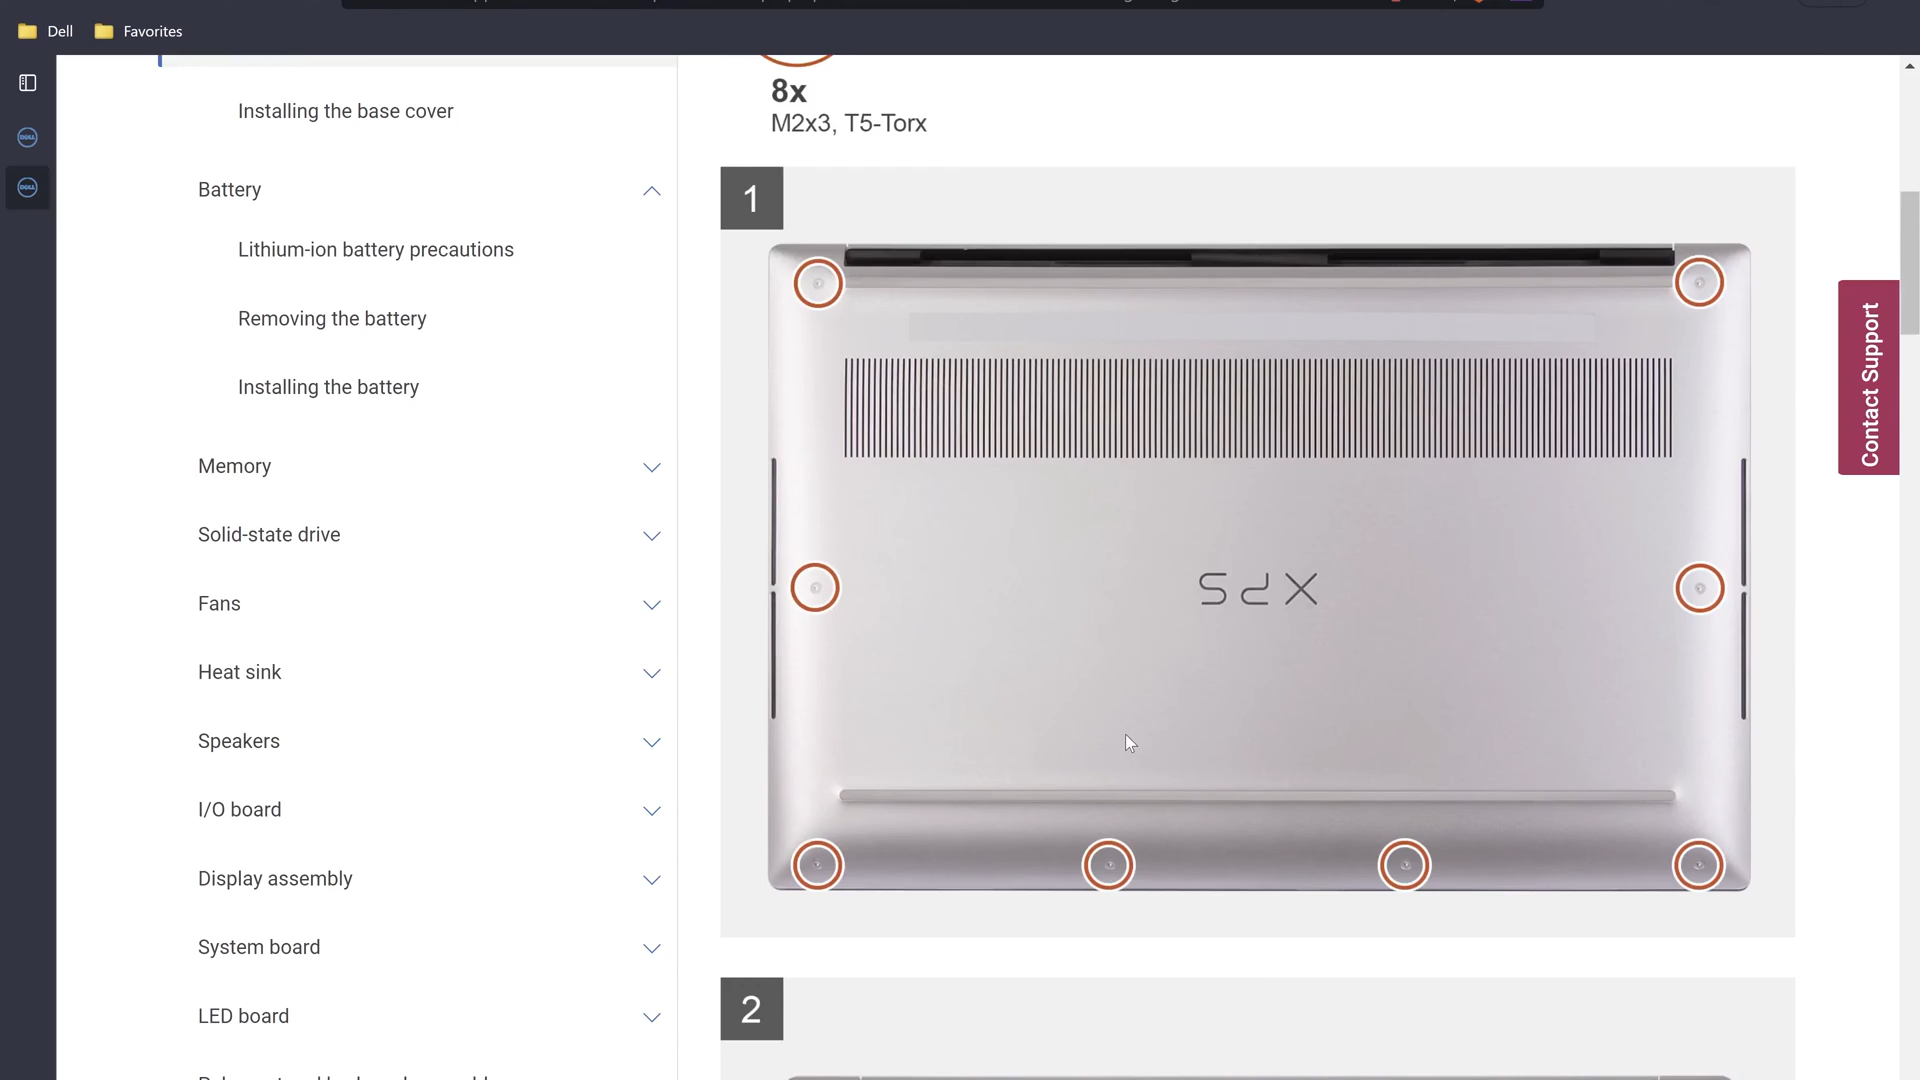 Dell
Favorites
Installing the base cover
Battery
Lithium-ion battery precautions
Removing the battery
Installing the battery
Memory
Solid-state drive
Fans
Heat sink
Speakers
I/O board
Display assembly
System board
LED board
8x
M2x3, T5-Torx
1
XPS
2
Contact Support
DELL
DELL